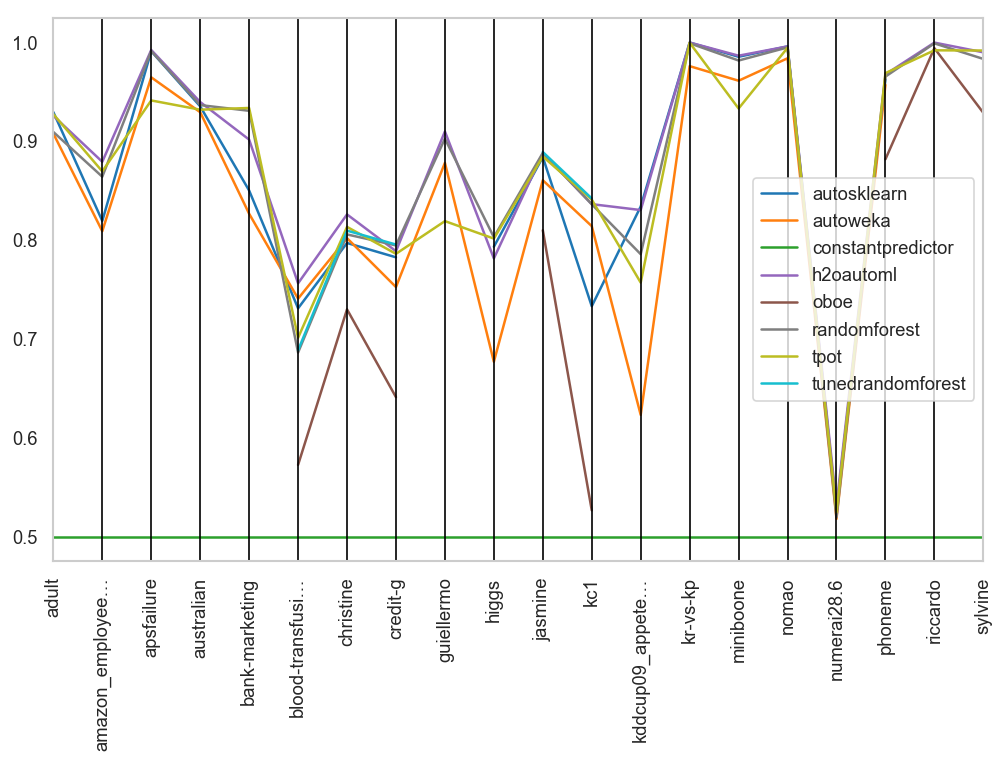 1.0
0.9
0.8
0.7
0.6
0.5
autosklearn
autoweka
constantpredictor
h2oautoml
oboe
randomforest
tpot
tunedrandomforest
adult
amazon_employee…
apsfailure
australian
bank-marketing
blood-transfusi…
christine
credit-g
guiellermo
higgs
jasmine
kc1
kddcup09_appete…
kr-vs-kp
miniboone
nomao
numerai28.6
phoneme
riccardo
sylvine